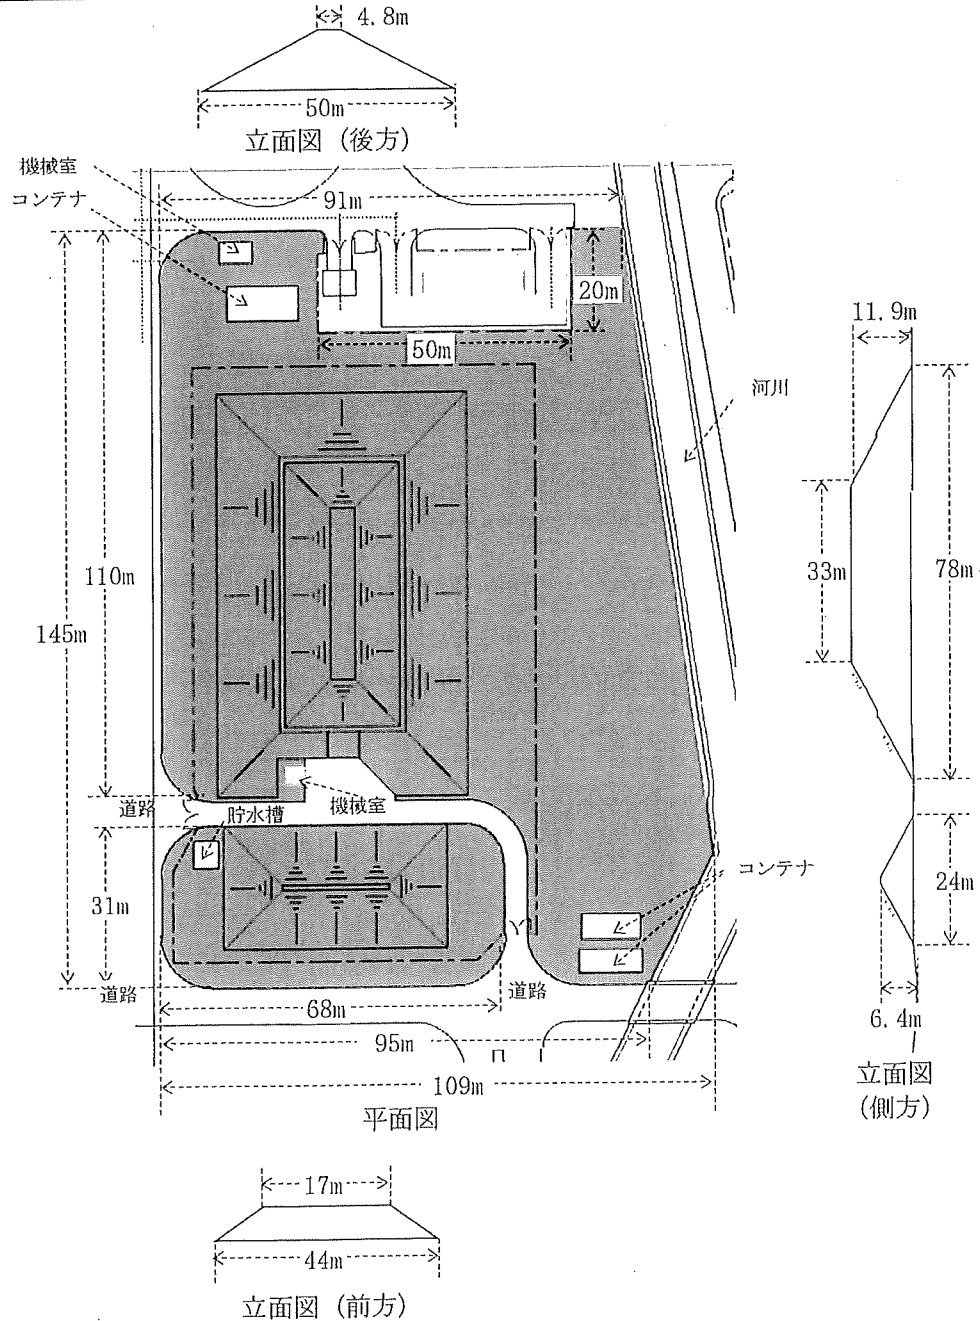 4.8m
50m
立面図 (後方)
機械室
コンテナ
91m
20m
50m
11.9m
河川
110m
33m
78m
145m
道路
貯水槽
機械室
31m
コンテナ
24m
道路
68m
道路
6.4m
95m
109m
立面図
(側方)
平面図
17m
44m
立面図 (前方)